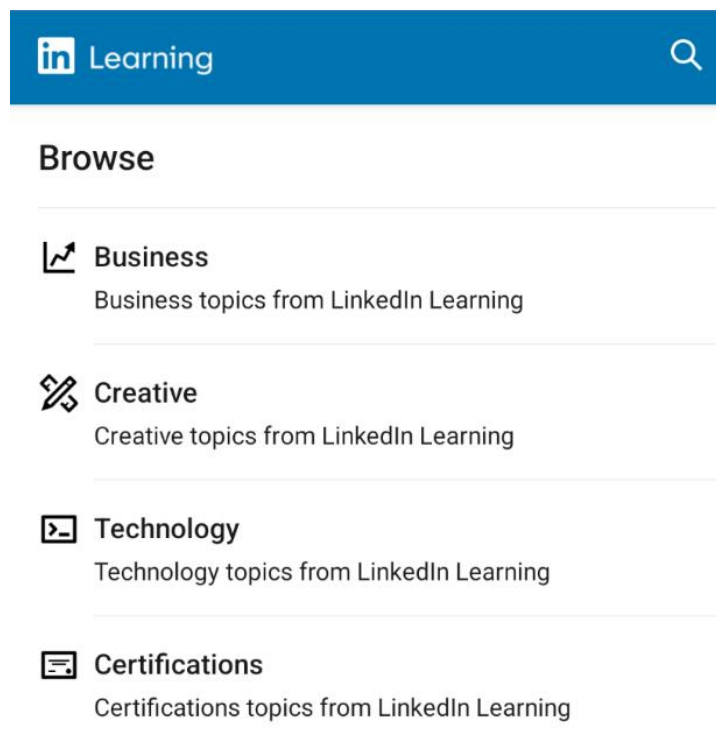 in Learning
Browse
Business
Business topics from LinkedIn Learning
Creative
Creative topics from LinkedIn Learning
Technology
Technology topics from LinkedIn Learning
Certifications
Certifications topics from LinkedIn Learning